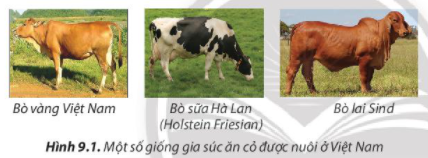 Bò vàng Việt Nam
Bò sữa Hà Lan
(Holstein Friesian)
Bò lai Sind
Hình 9.1. Một số giống gia súc ăn cỏ được nuôi ở Việt Nam